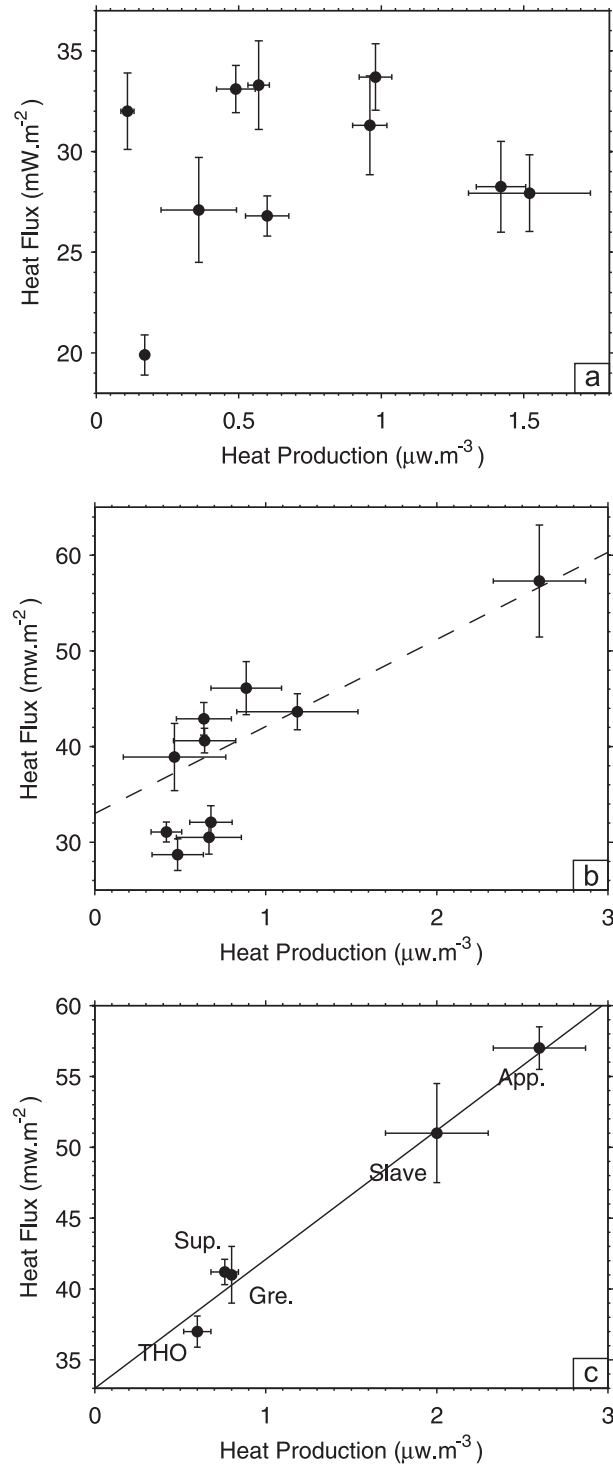 35
30
25
20
Heat Flux (mW.m-2)
0 0.5 1 1.5
a
Heat Production (μw.m-3)
60
50
40
30
Heat Flux (mw.m-2)
0 1 2 3
b
Heat Production (μw.m-3)
60
55
50
45
40
35
Heat Flux (mw.m-2)
App.
Slave
Sup.
Gre.
THO
c
0 1 2 3
Heat Production (μw.m-3)